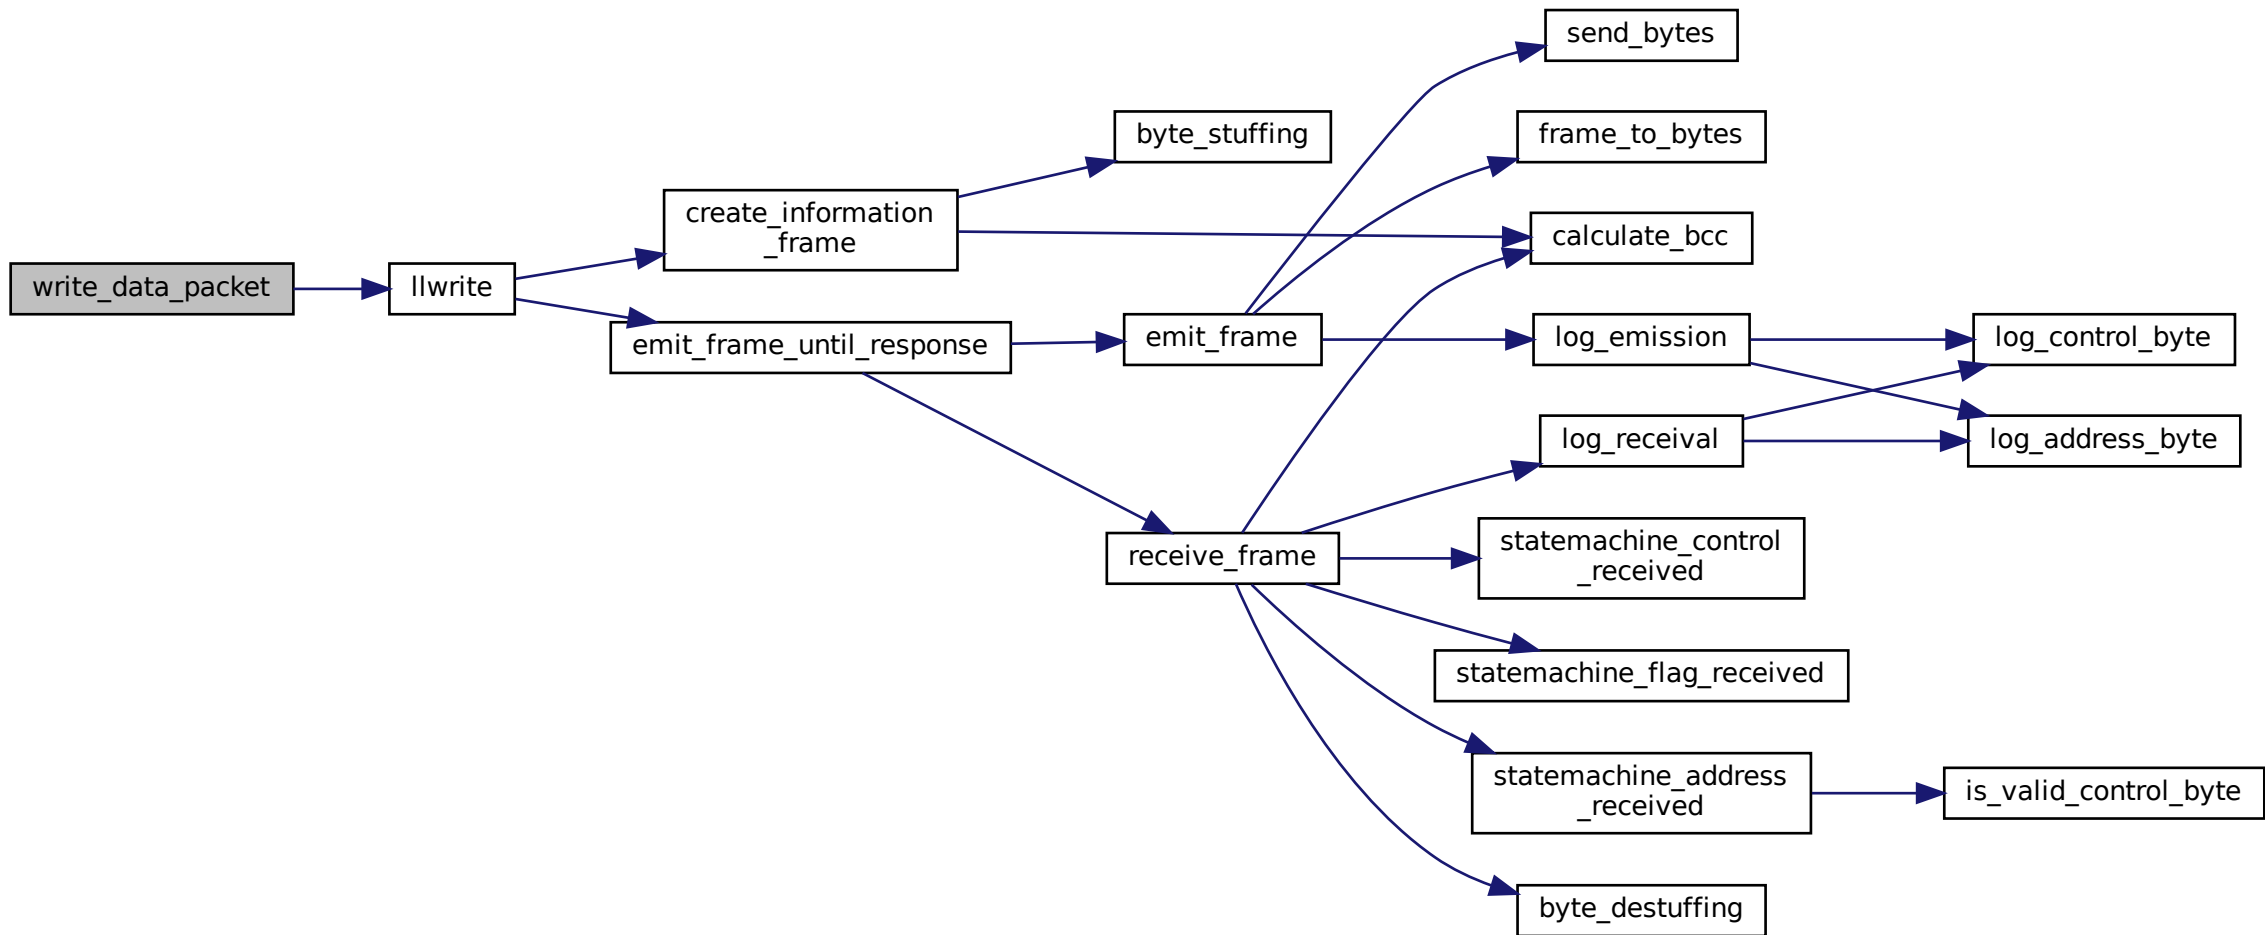 send_bytes
byte_stuffing
frame_to_bytes
create_information
_frame
calculate_bcc
write_data_packet
llwrite
emit_frame_until_response
emit_frame
log_emission
log_control_byte
log_receival
log_address_byte
receive_frame
statemachine_control
_received
statemachine_flag_received
statemachine_address
_received
is_valid_control_byte
byte_destuffing